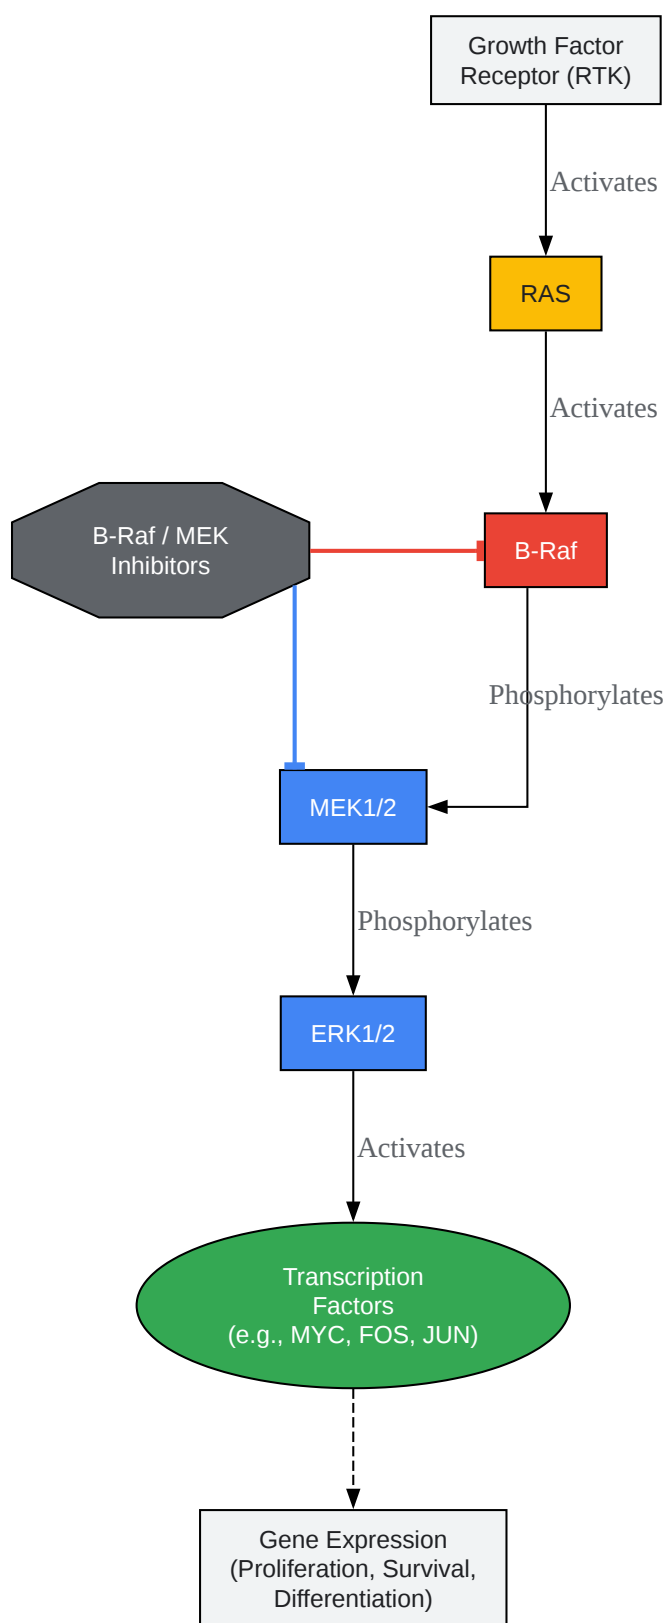 Growth Factor
Receptor (RTK)
Activates
RAS
Activates
B-Raf / MEK
Inhibitors
B-Raf
Phosphorylates
MEK1/2
Phosphorylates
ERK1/2
Activates
Transcription
Factors
(e.g., MYC, FOS, JUN)
Gene Expression
(Proliferation, Survival,
Differentiation)